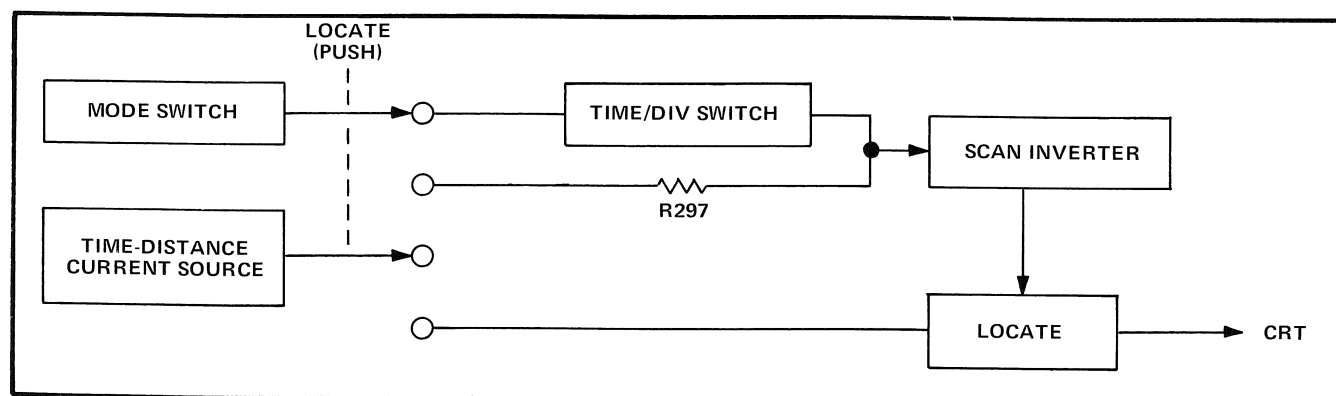 LOCATE
(PUSH)
MODE SWITCH
TIME/DIV SWITCH
SCAN INVERTER
R297
TIME-DISTANCE
CURRENT SOURCE
LOCATE
CRT